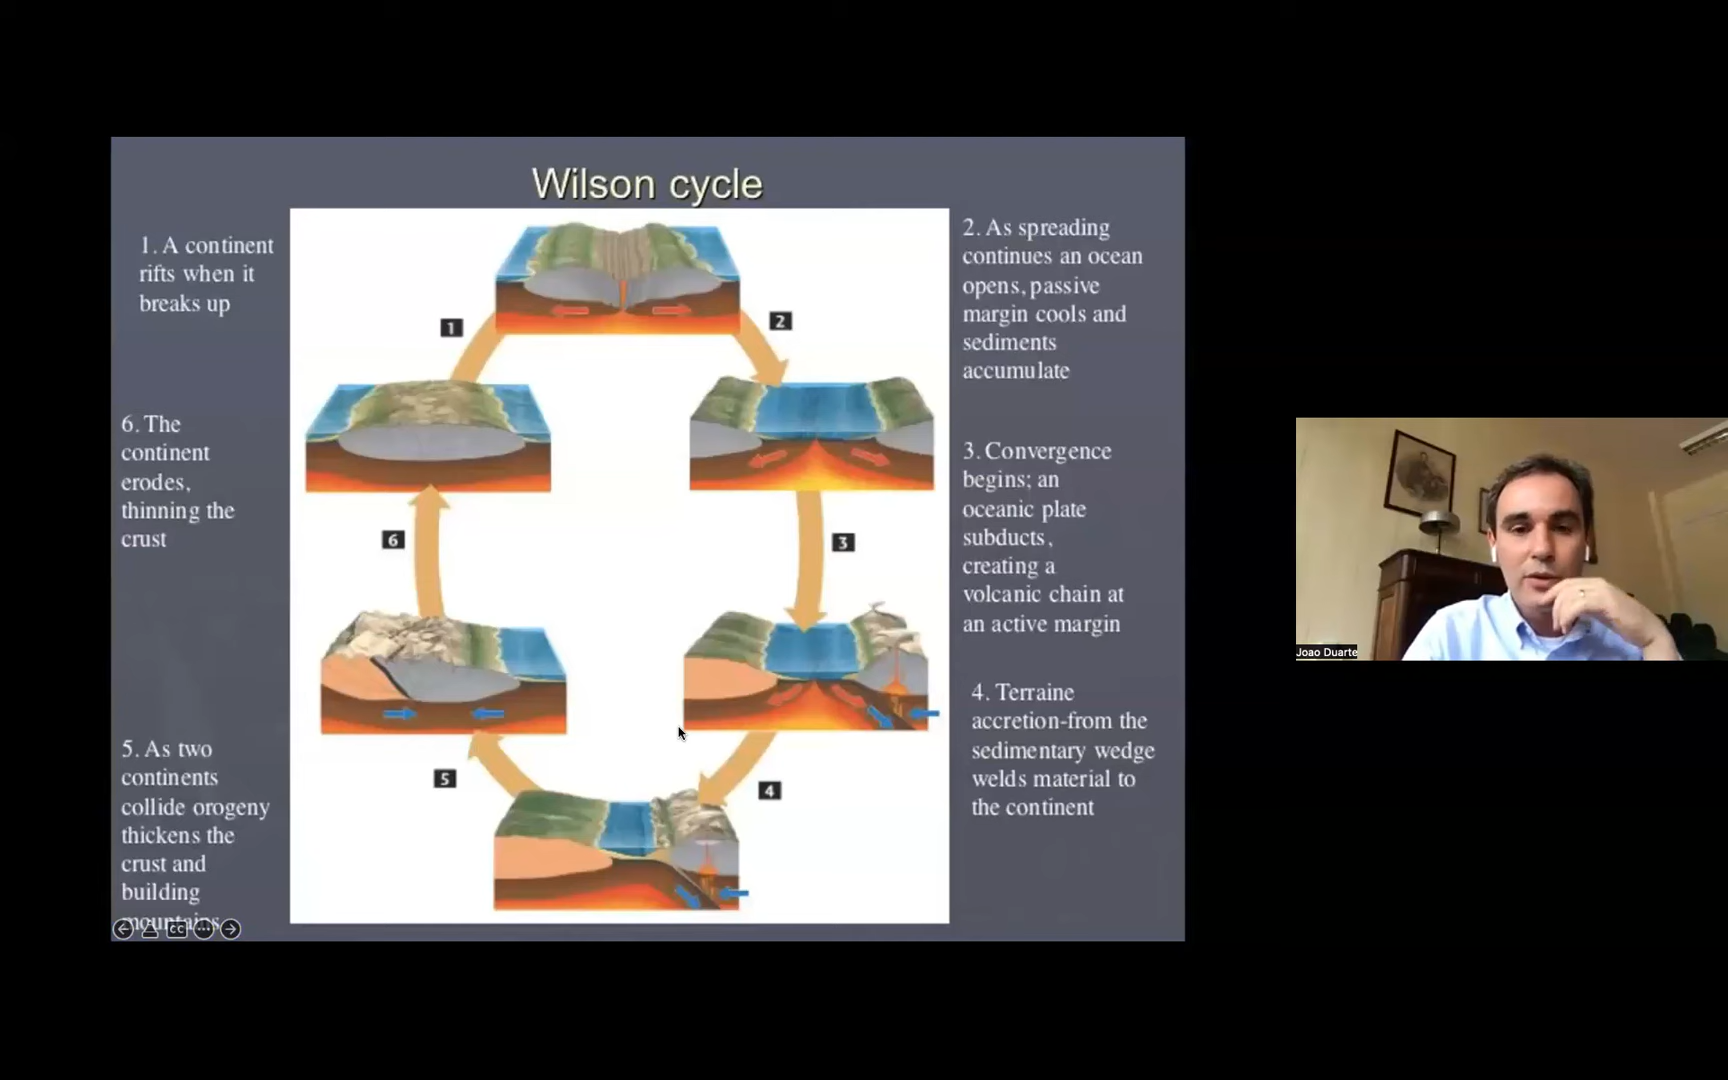 Wilson cycle
1. A continent
rifts when it
breaks up
2. As spreading
continues an ocean
opens, passive
margin cools and
sediments
accumulate
3. Convergence
begins; an
oceanic plate
subducts,
creating a
volcanic chain at
an active margin
4. Terraine
accretion-from the
sedimentary wedge
welds material to
the continent
5. As two
continents
collide orogeny
thickens the
crust and
building
mountains
6. The
continent
erodes,
thinning the
crust
1
2
3
4
5
6
CC
Joao Duarte